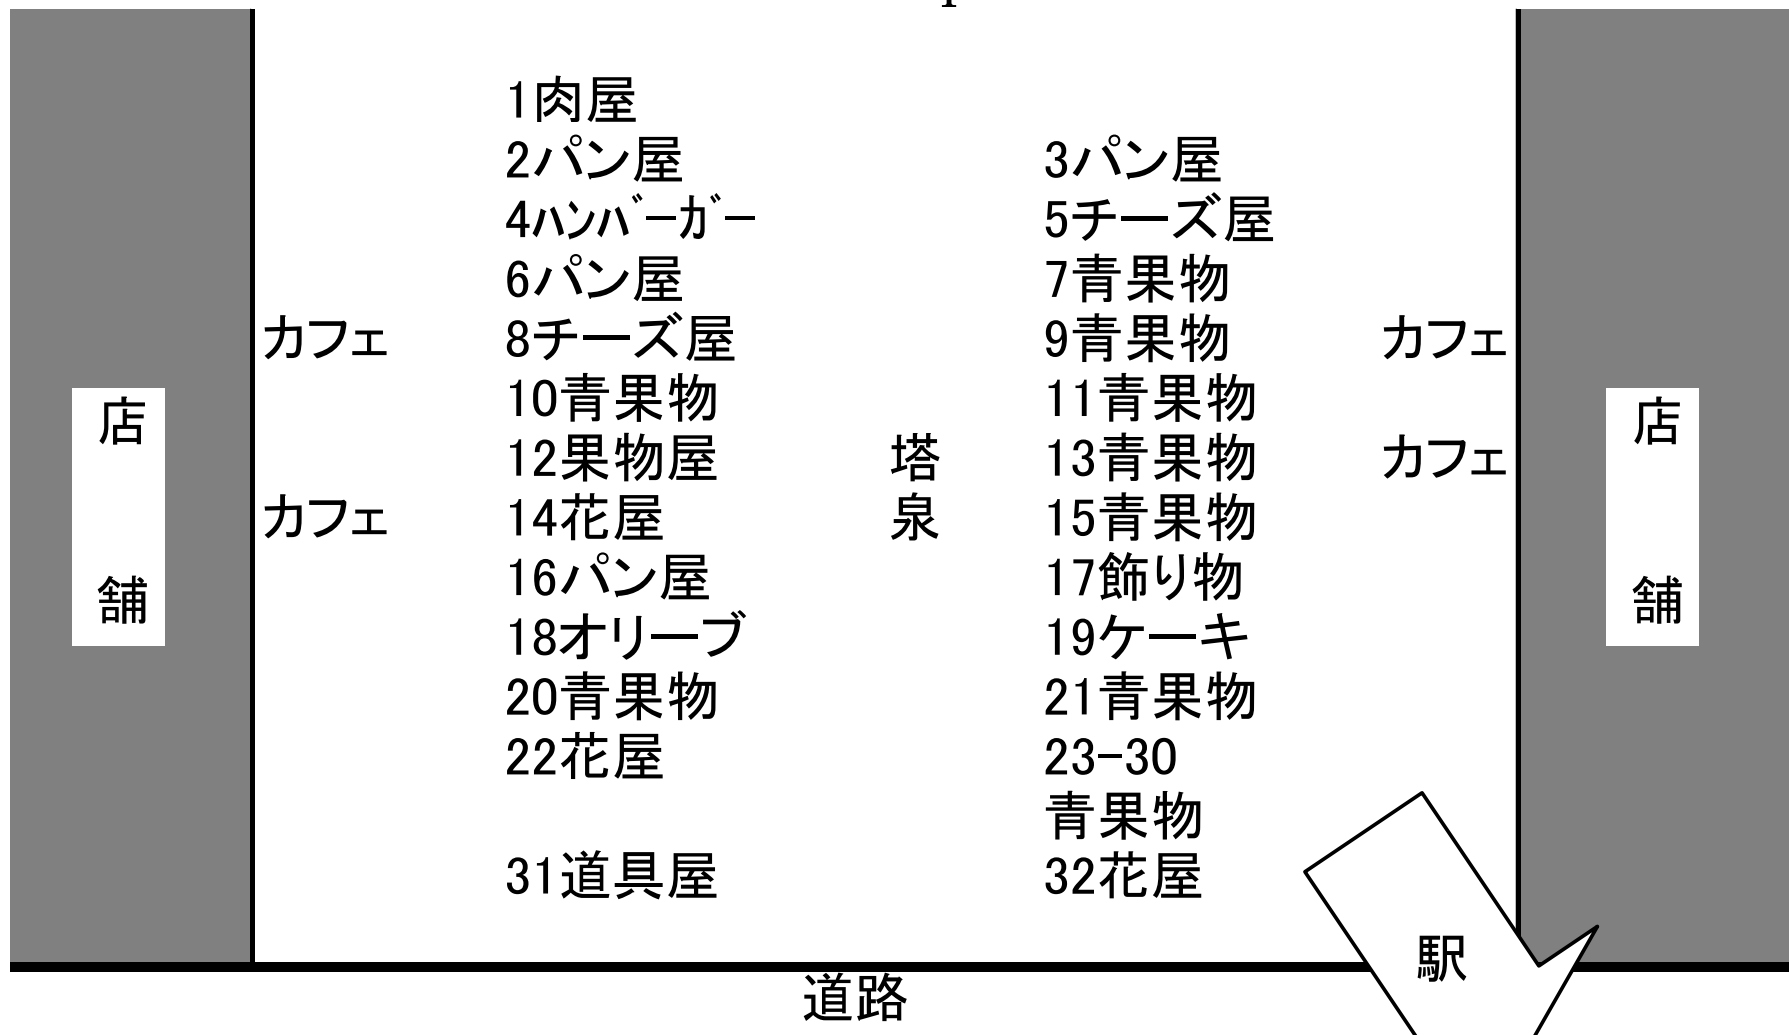 1肉屋
2パン屋 3パン屋
4ﾊﾝﾊﾞｰｶﾞｰ 5チーズ屋
6パン屋 7青果物
カフェ 8チーズ屋 9青果物 カフェ
10青果物 11青果物
店 店
12果物屋 塔 13青果物 カフェ
カフェ 14花屋 泉 15青果物
16パン屋 17飾り物
舗 舗
18オリーブ 19ケーキ
20青果物 21青果物
22花屋 23-30
青果物
31道具屋 32花屋
駅
道路